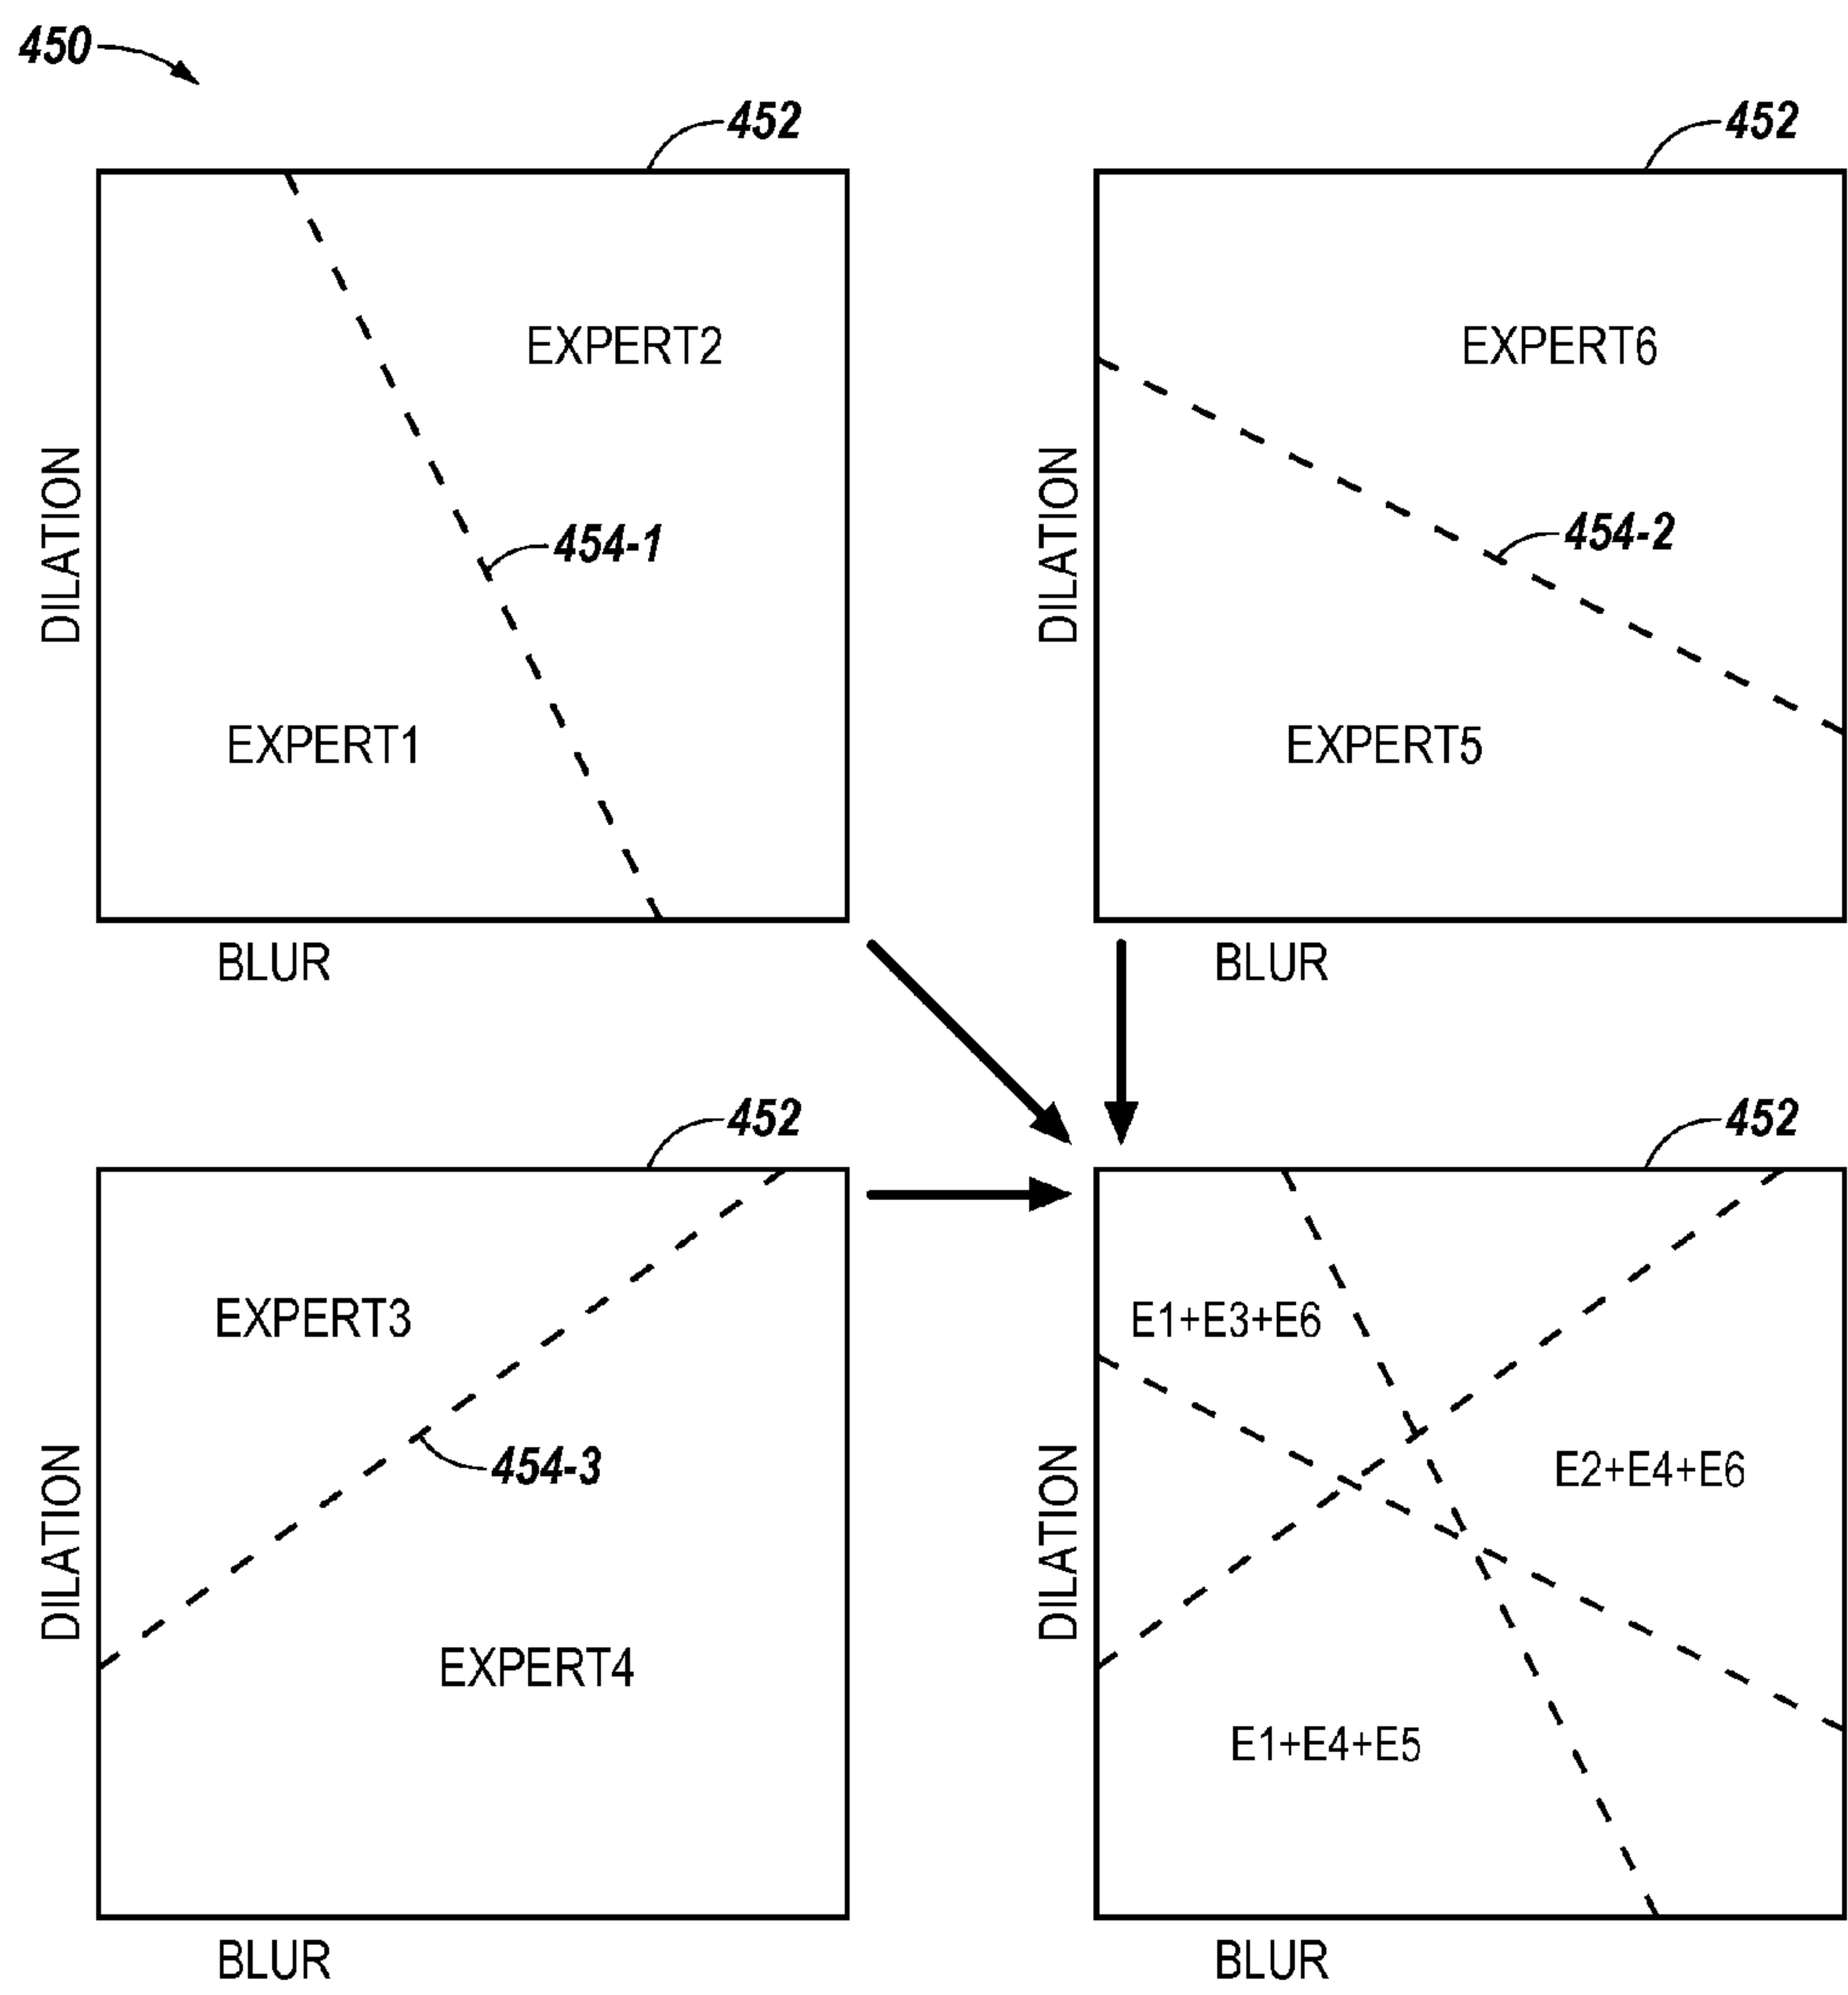 450
452
EXPERT2
DILATION
454-1
EXPERT1
BLUR
452
EXPERT6
DILATION
454-2
EXPERT5
BLUR
452
EXPERT3
DILATION
454-3
EXPERT4
BLUR
452
E1+E3+E6
DILATION
E2+E4+E6
E1+E4+E5
BLUR